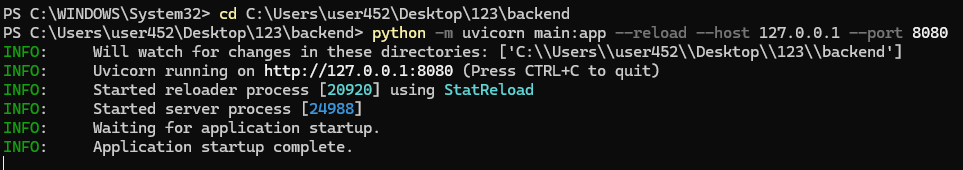 PS C:\WINDOWS\System32> cd C:\Users\user452\Desktop\123\backend
PS C:\Users\user452\Desktop\123\backend> python -m uvicorn main:app --reload --host 127.0.0.1 --port 8080
INFO:     Will watch for changes in these directories: ['C:\\Users\\user452\\Desktop\\123\\backend']
INFO:     Uvicorn running on http://127.0.0.1:8080 (Press CTRL+C to quit)
INFO:     Started reloader process [20920] using StatReload
INFO:     Started server process [24988]
INFO:     Waiting for application startup.
INFO:     Application startup complete.